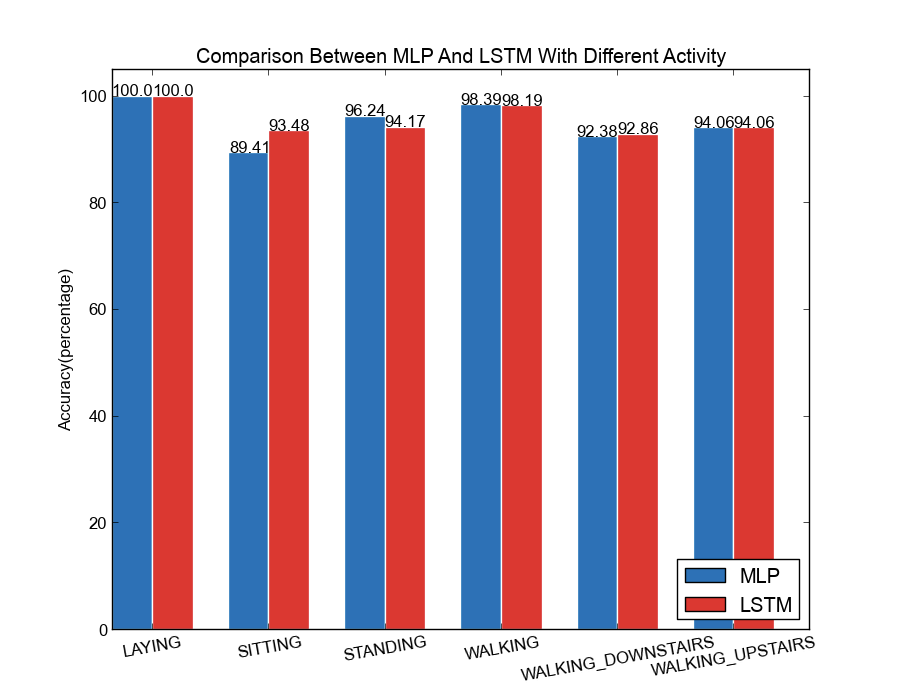 Comparison Between MLP And LSTM With Different Activity
100
80
60
40
20
0
Accuracy(percentage)
100.0 100.0
89.41 93.48
96.24 94.17
98.39 98.19
92.38 92.86
94.06 94.06
LAYING
SITTING
STANDING
WALKING
WALKING_DOWNSTAIRS
WALKING_UPSTAIRS
MLP
LSTM